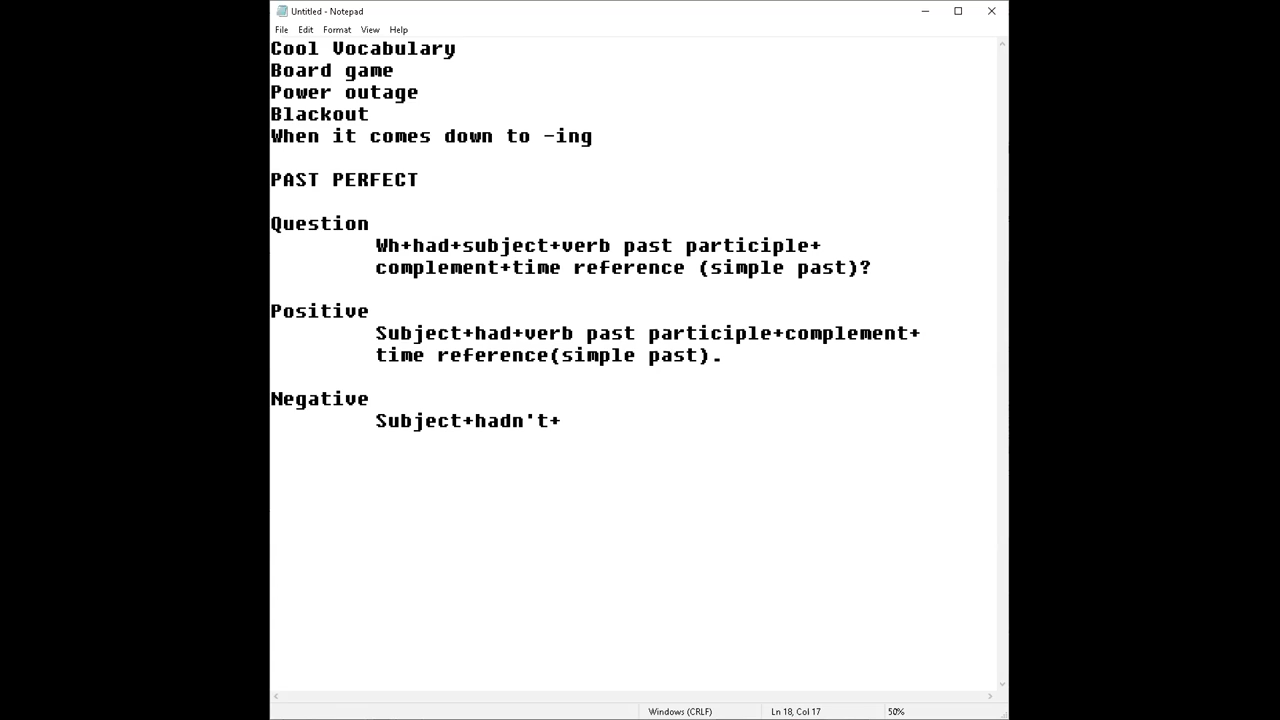 Untitled - Notepad
File Edit Format View Help
Cool Vocabulary
Board game
Power outage
Blackout
When it comes down to -ing
PAST PERFECT
Question
Wh+had+subject+verb past participle+
complement+time reference (simple past)?
Positive
Subject+had+verb past participle+complement+
time reference(simple past).
Negative
Subject+hadn't+
Windows (CRLF) Ln 18, Col 17 50%